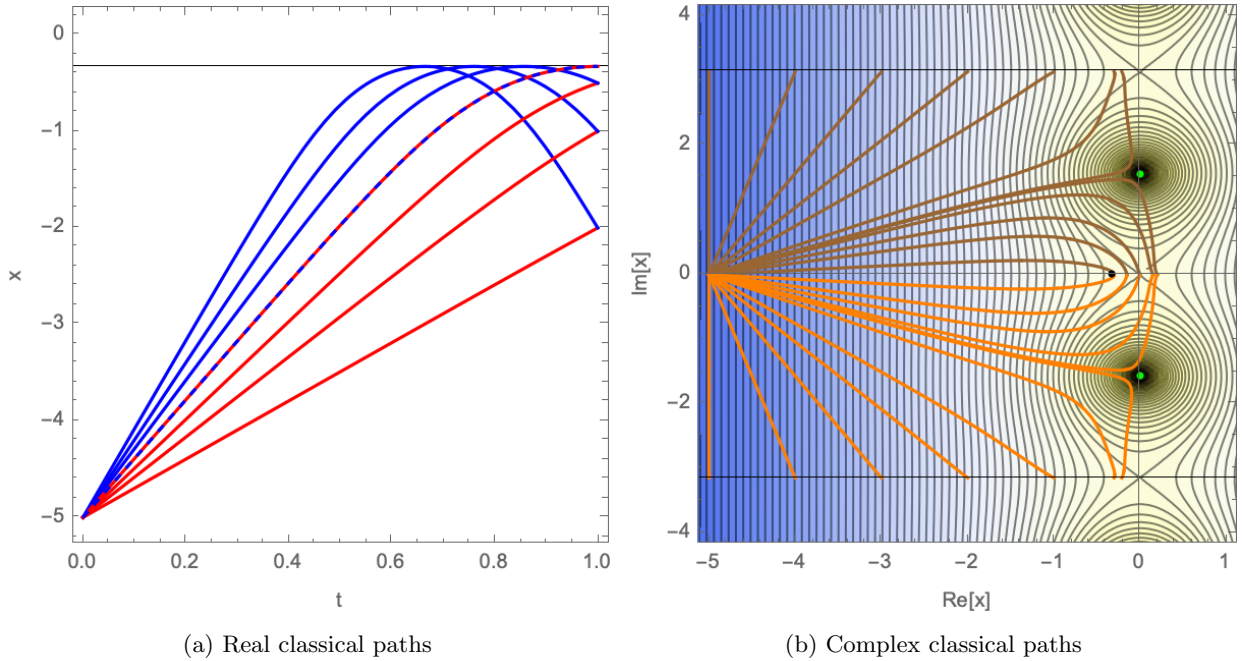 0
−1
−2
−3
−4
−5
x
0.0 0.2 0.4 0.6 0.8 1.0
t
(a) Real classical paths
4
2
0
−2
−4
Im[x]
−5 −4 −3 −2 −1 0 1
Re[x]
(b) Complex classical paths